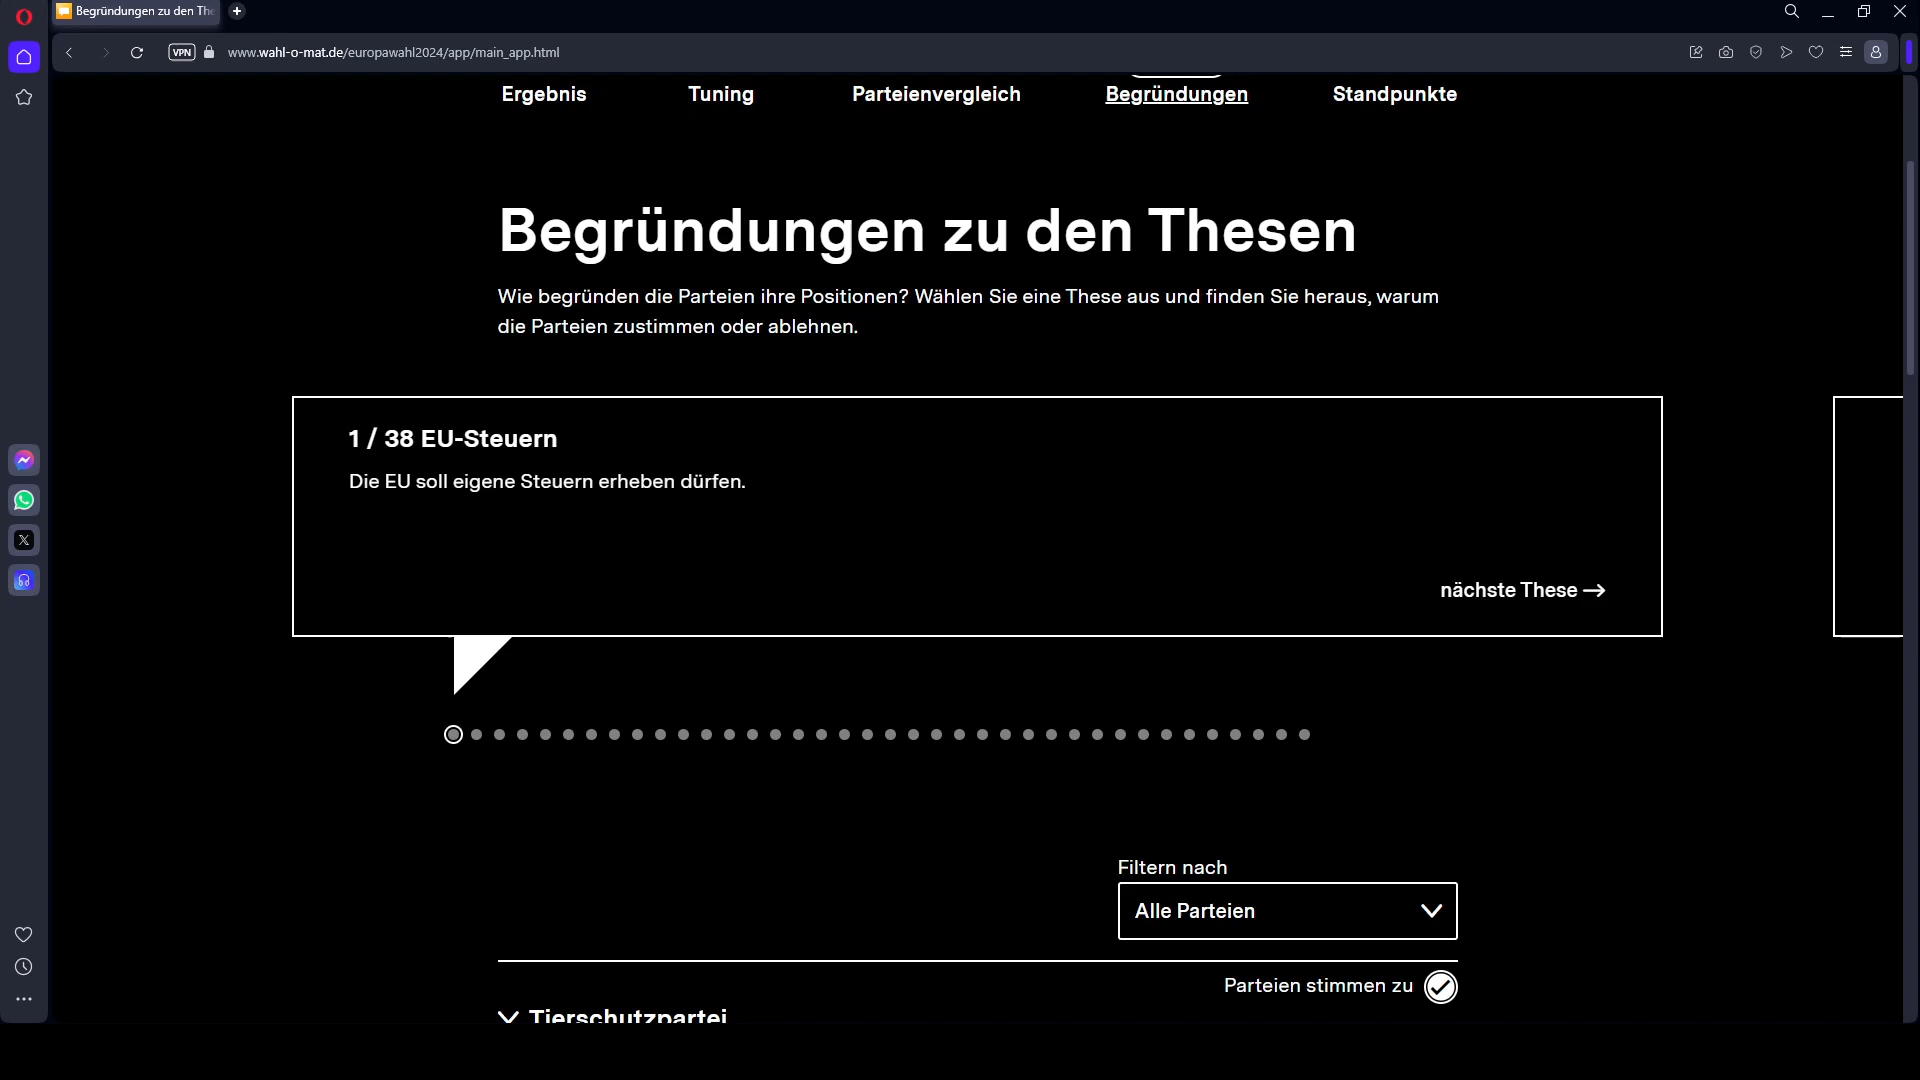 Begründungen zu den Th
VPN
www.wahl-o-mat.de/europawahl2024/app/main_app.html
Ergebnis Tuning Parteienvergleich Begründungen Standpunkte
Begründungen zu den Thesen
Wie begründen die Parteien ihre Positionen? Wählen Sie eine These aus und finden Sie heraus, warum
die Parteien zustimmen oder ablehnen.
1 / 38 EU-Steuern
Die EU soll eigene Steuern erheben dürfen.
nächste These →
Filtern nach
Alle Parteien
Parteien stimmen zu
Tierschutzpartei